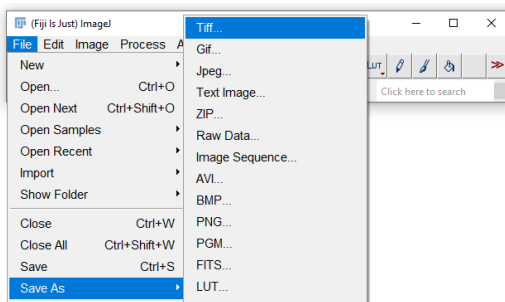 (Fiji Is Just) ImageJ
File Edit Image Process A
New
Open... Ctrl+O
Open Next Ctrl+Shift+O
Open Samples
Open Recent
Import
Show Folder
Close Ctrl+W
Close All Ctrl+Shift+W
Save Ctrl+S
Save As
Tiff...
Gif...
Jpeg...
Text Image...
ZIP...
Raw Data...
Image Sequence...
AVI...
BMP...
PNG...
PGM...
FITS...
LUT...
LUT
Click here to search